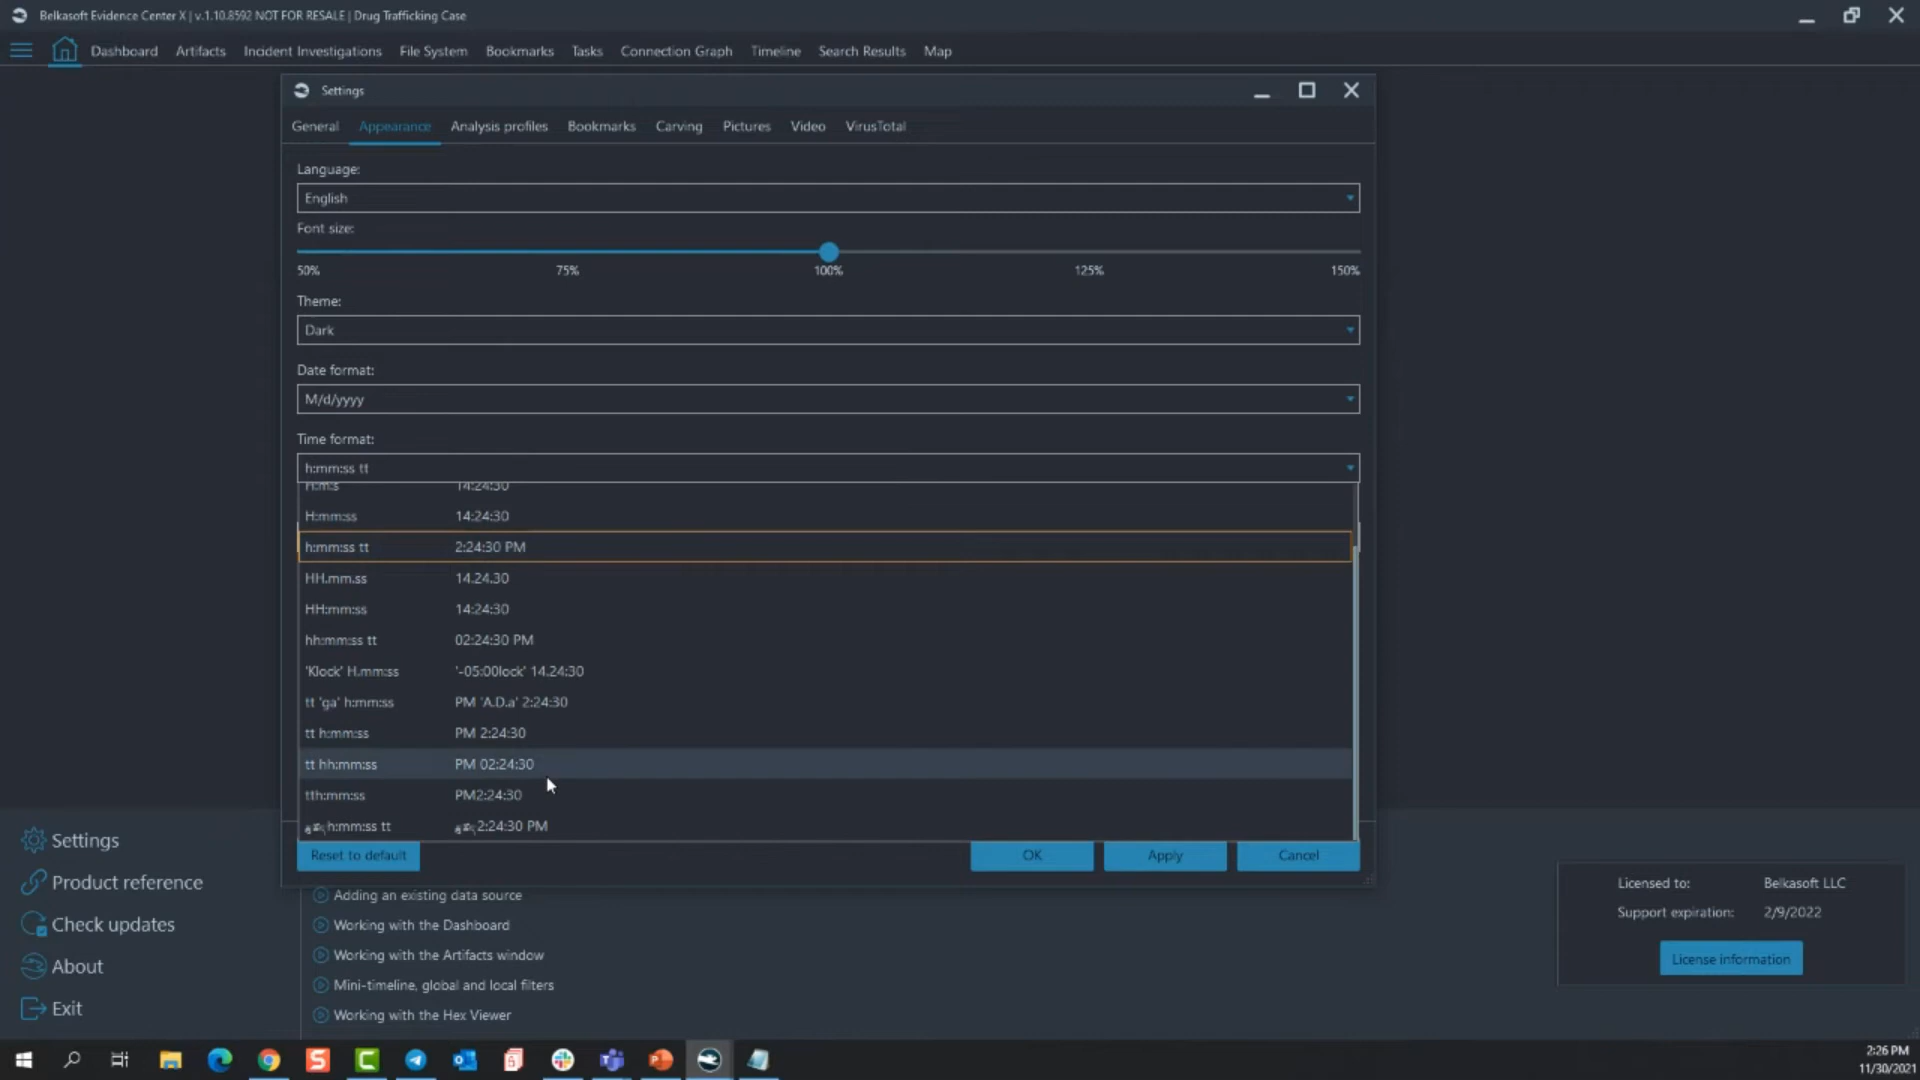 Belkasoft Evidence Center X | v.1.10.8592 NOT FOR RESALE | Drug Trafficking Case
Dashboard Artifacts Incident Investigations File System Bookmarks Tasks Connection Graph Timeline Search Results Map
Settings
General Appearance Analysis profiles Bookmarks Carving Pictures Video VirusTotal
Language:
English
Font size:
50% 75% 100% 125% 150%
Theme:
Dark
Date format:
M/d/yyyy
Time format:
h:mm:ss tt
H:m:s 14:24:30
H:mm:ss 14:24:30
h:mm:ss tt 2:24:30 PM
HH.mm.ss 14.24.30
HH:mm:ss 14:24:30
hh:mm:ss tt 02:24:30 PM
'Klock' H.mm:ss '-05:00lock' 14.24:30
tt 'ga' h:mm:ss PM 'A.D.a' 2:24:30
tt h:mm:ss PM 2:24:30
tt hh:mm:ss PM 02:24:30
tth:mm:ss PM2:24:30
h:mm:ss tt 2:24:30 PM
Reset to default OK Apply Cancel
Settings
Product reference
Check updates
About
Exit
Adding an existing data source
Working with the Dashboard
Working with the Artifacts window
Mini-timeline, global and local filters
Working with the Hex Viewer
Licensed to: Belkasoft LLC
Support expiration: 2/9/2022
License information
2:26 PM
11/30/2021